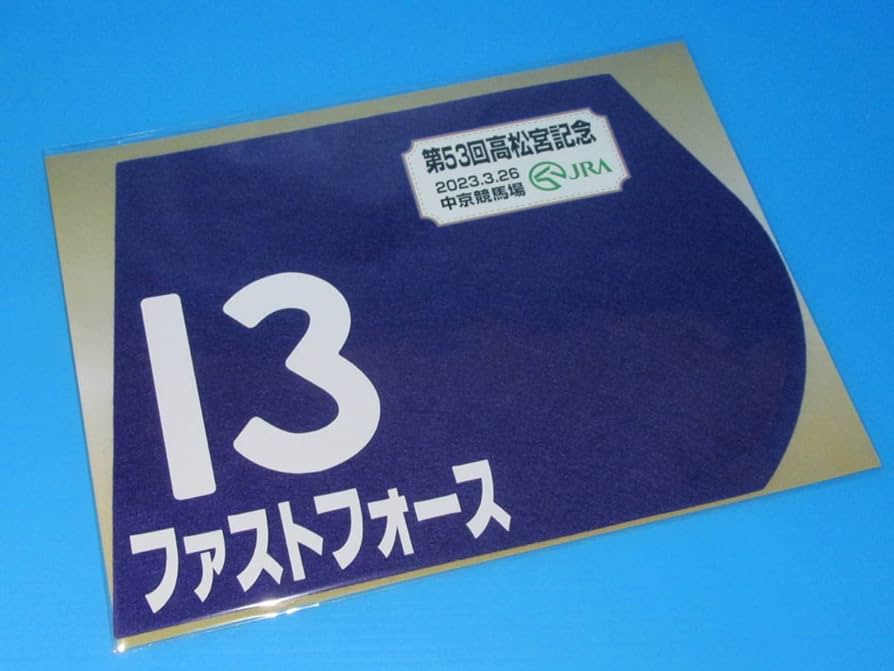 第53回高松宮記念
2023.3.26
中京競馬場
JRA
13
ファストフォース